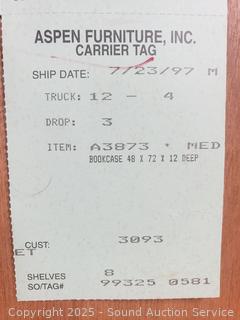 ASPEN FURNITURE, INC.
CARRIER TAG
SHIP DATE: 7/23/97 M
TRUCK: 12 - 4
DROP: 3
ITEM: A3873 * MED
BOOKCASE 48 X 72 X 12 DEEP
CUST: 3093
ET
SHELVES 8
SO/TAG# 99325 0581
Copyright © 2025 - Sound Auction Service